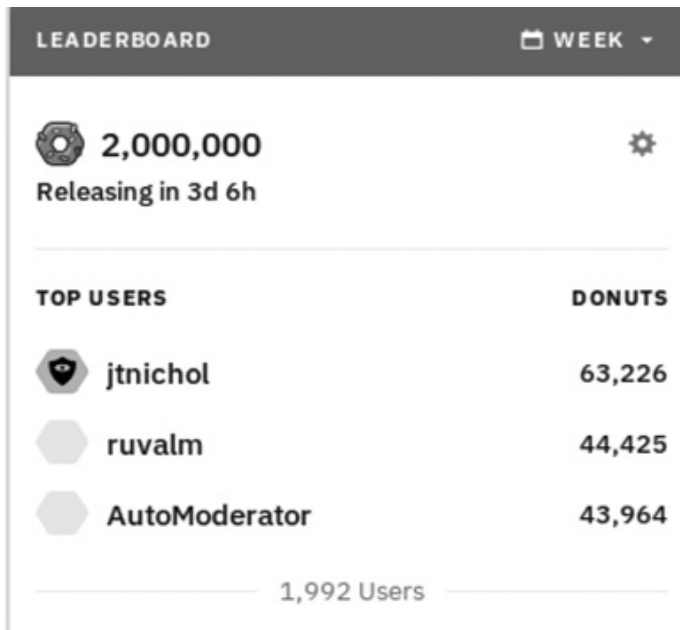 LEADERBOARD WEEK
2,000,000
Releasing in 3d 6h
TOP USERS DONUTS
jtnichol 63,226
ruvalm 44,425
AutoModerator 43,964
1,992 Users